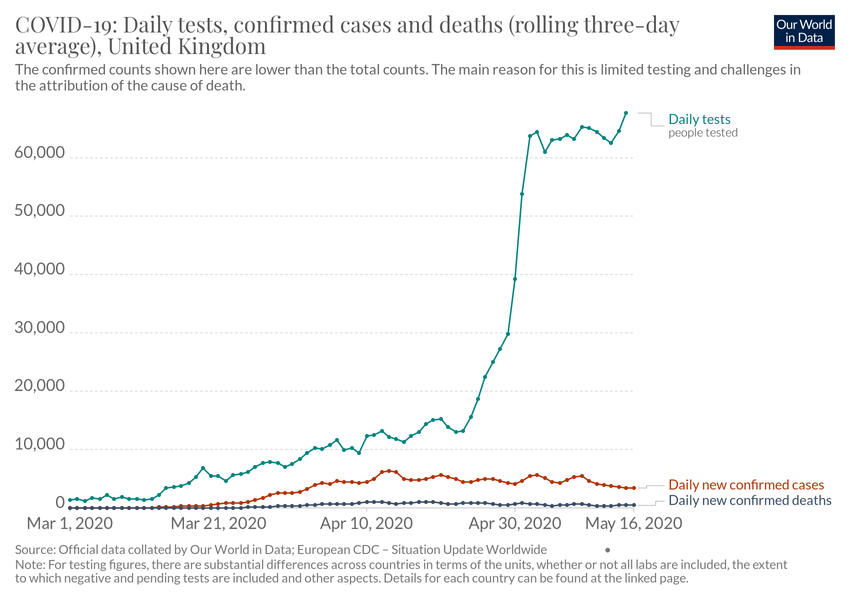 COVID-19: Daily tests, confirmed cases and deaths (rolling three-day
average), United Kingdom
Our World
in Data
The confirmed counts shown here are lower than the total counts. The main reason for this is limited testing and challenges in
the attribution of the cause of death.
Daily tests
people tested
60,000
50,000
40,000
30,000
20,000
10,000
0
Daily new confirmed cases
Daily new confirmed deaths
Mar 1, 2020
Mar 21, 2020
Apr 10, 2020
Apr 30, 2020
May 16, 2020
Source: Official data collated by Our World in Data; European CDC – Situation Update Worldwide •
Note: For testing figures, there are substantial differences across countries in terms of the units, whether or not all labs are included, the extent
to which negative and pending tests are included and other aspects. Details for each country can be found at the linked page.